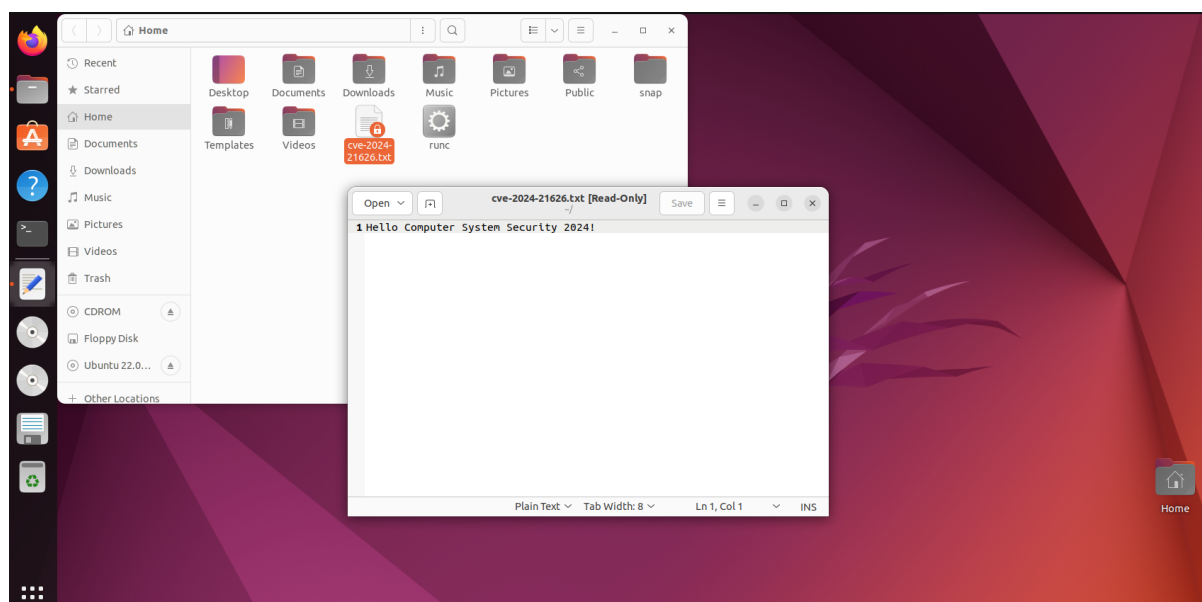 Home
Recent
Starred
Home
Documents
Downloads
Music
Pictures
Videos
Trash
CDROM
Floppy Disk
Ubuntu 22.0...
+ Other Locations
Desktop
Documents
Downloads
Music
Pictures
Public
snap
Templates
Videos
cve-2024-
21626.txt
runc
Open
cve-2024-21626.txt [Read-Only]
~/
Save
1 Hello Computer System Security 2024!
Plain Text
Tab Width: 8
Ln 1, Col 1
INS
Home